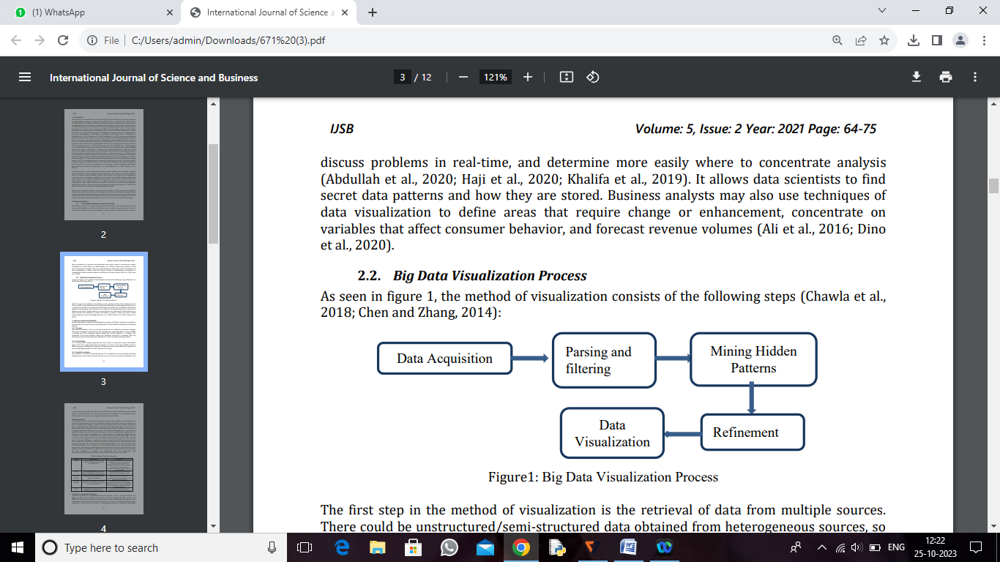 (1) WhatsApp
International Journal of Science a
File
C:/Users/admin/Downloads/671%20(3).pdf
International Journal of Science and Business
3 / 12
121%
IJSB
Volume: 5, Issue: 2 Year: 2021 Page: 64-75
discuss problems in real-time, and determine more easily where to concentrate analysis
(Abdullah et al., 2020; Haji et al., 2020; Khalifa et al., 2019). It allows data scientists to find
secret data patterns and how they are stored. Business analysts may also use techniques of
data visualization to define areas that require change or enhancement, concentrate on
variables that affect consumer behavior, and forecast revenue volumes (Ali et al., 2016; Dino
et al., 2020).
2.2. Big Data Visualization Process
As seen in figure 1, the method of visualization consists of the following steps (Chawla et al.,
2018; Chen and Zhang, 2014):
Data Acquisition
Parsing and
filtering
Mining Hidden
Patterns
Refinement
Data
Visualization
Figure1: Big Data Visualization Process
The first step in the method of visualization is the retrieval of data from multiple sources.
There could be unstructured/semi-structured data obtained from heterogeneous sources, so
2
3
4
Type here to search
ENG
12:22
25-10-2023